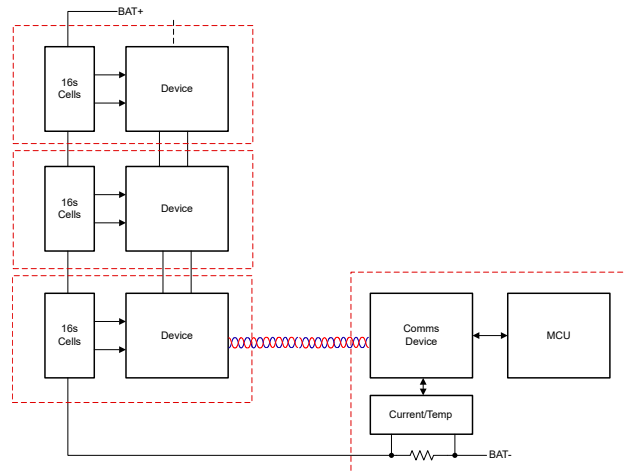 BAT+
16s
Cells
Device
16s
Cells
Device
16s
Cells
Device
Comms
Device
MCU
Current/Temp
BAT-